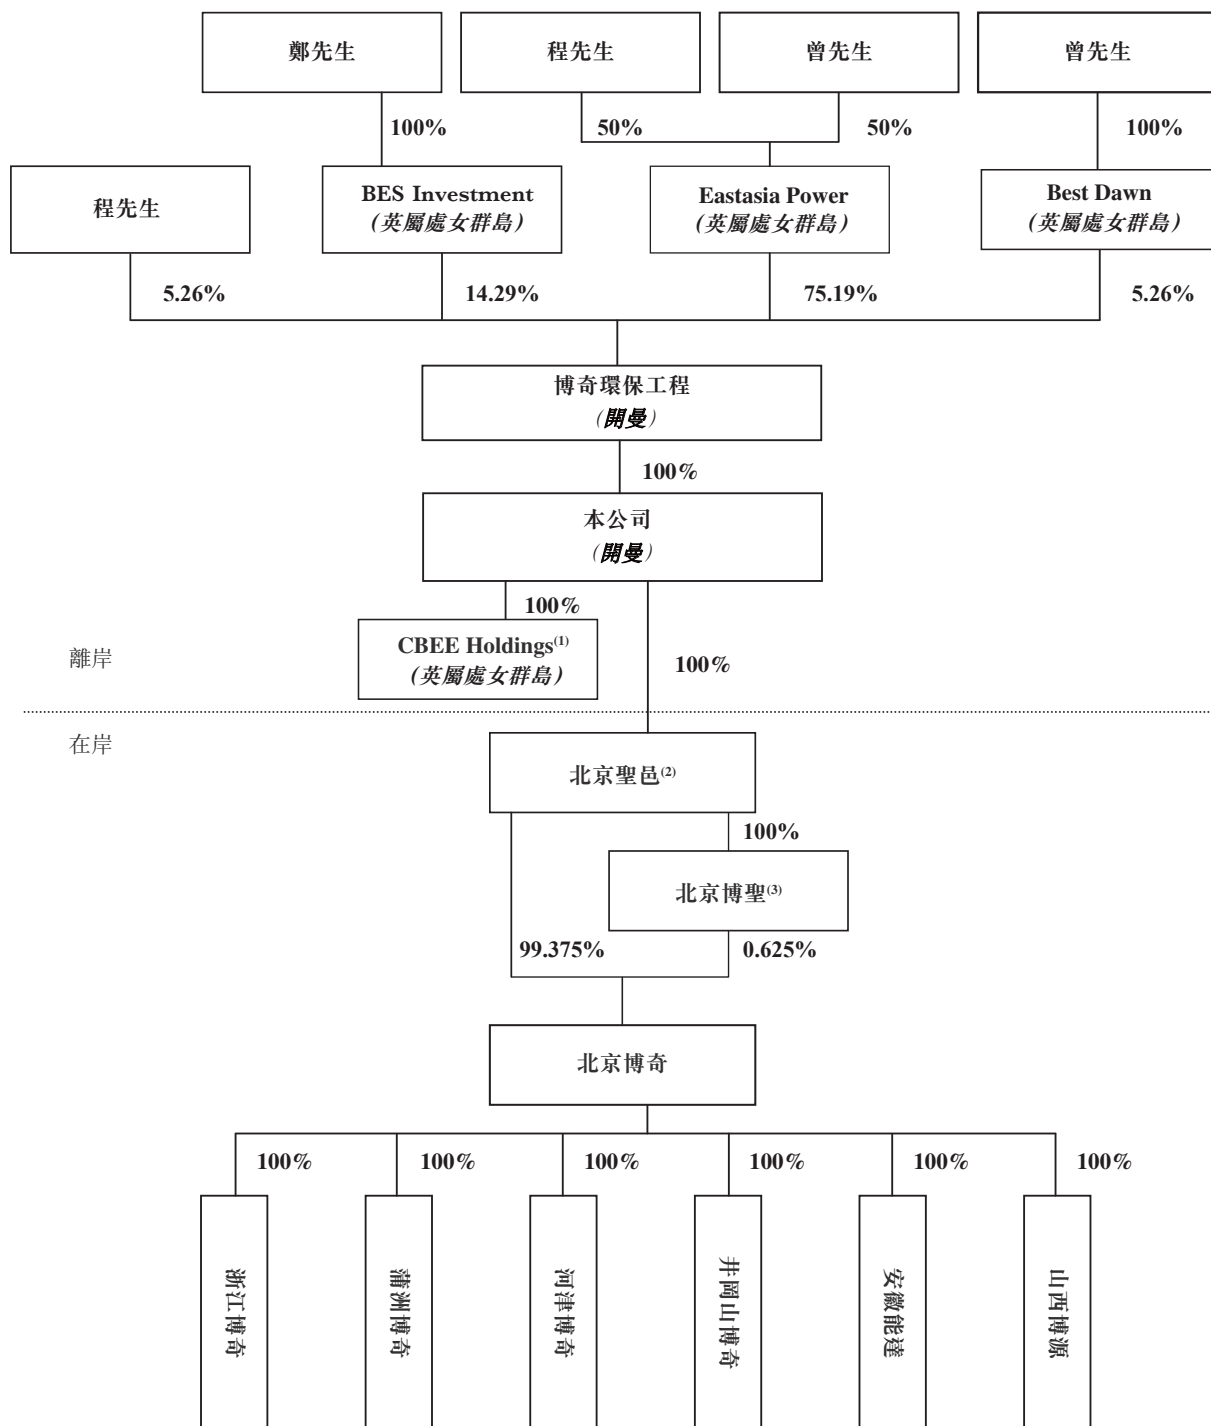 鄭先生
程先生
曾先生
曾先生
100%
50%
50%
100%
程先生
BES Investment
(英屬處女群島)
Eastasia Power
(英屬處女群島)
Best Dawn
(英屬處女群島)
5.26%
14.29%
75.19%
5.26%
博奇環保工程
(開曼)
100%
本公司
(開曼)
100%
CBEE Holdings(1)
(英屬處女群島)
100%
離岸
在岸
北京聖邑(2)
100%
北京博聖(3)
99.375%
0.625%
北京博奇
100%
100%
100%
100%
100%
100%
浙江博奇
蒲洲博奇
河津博奇
井岡山博奇
安徽能達
山西博源